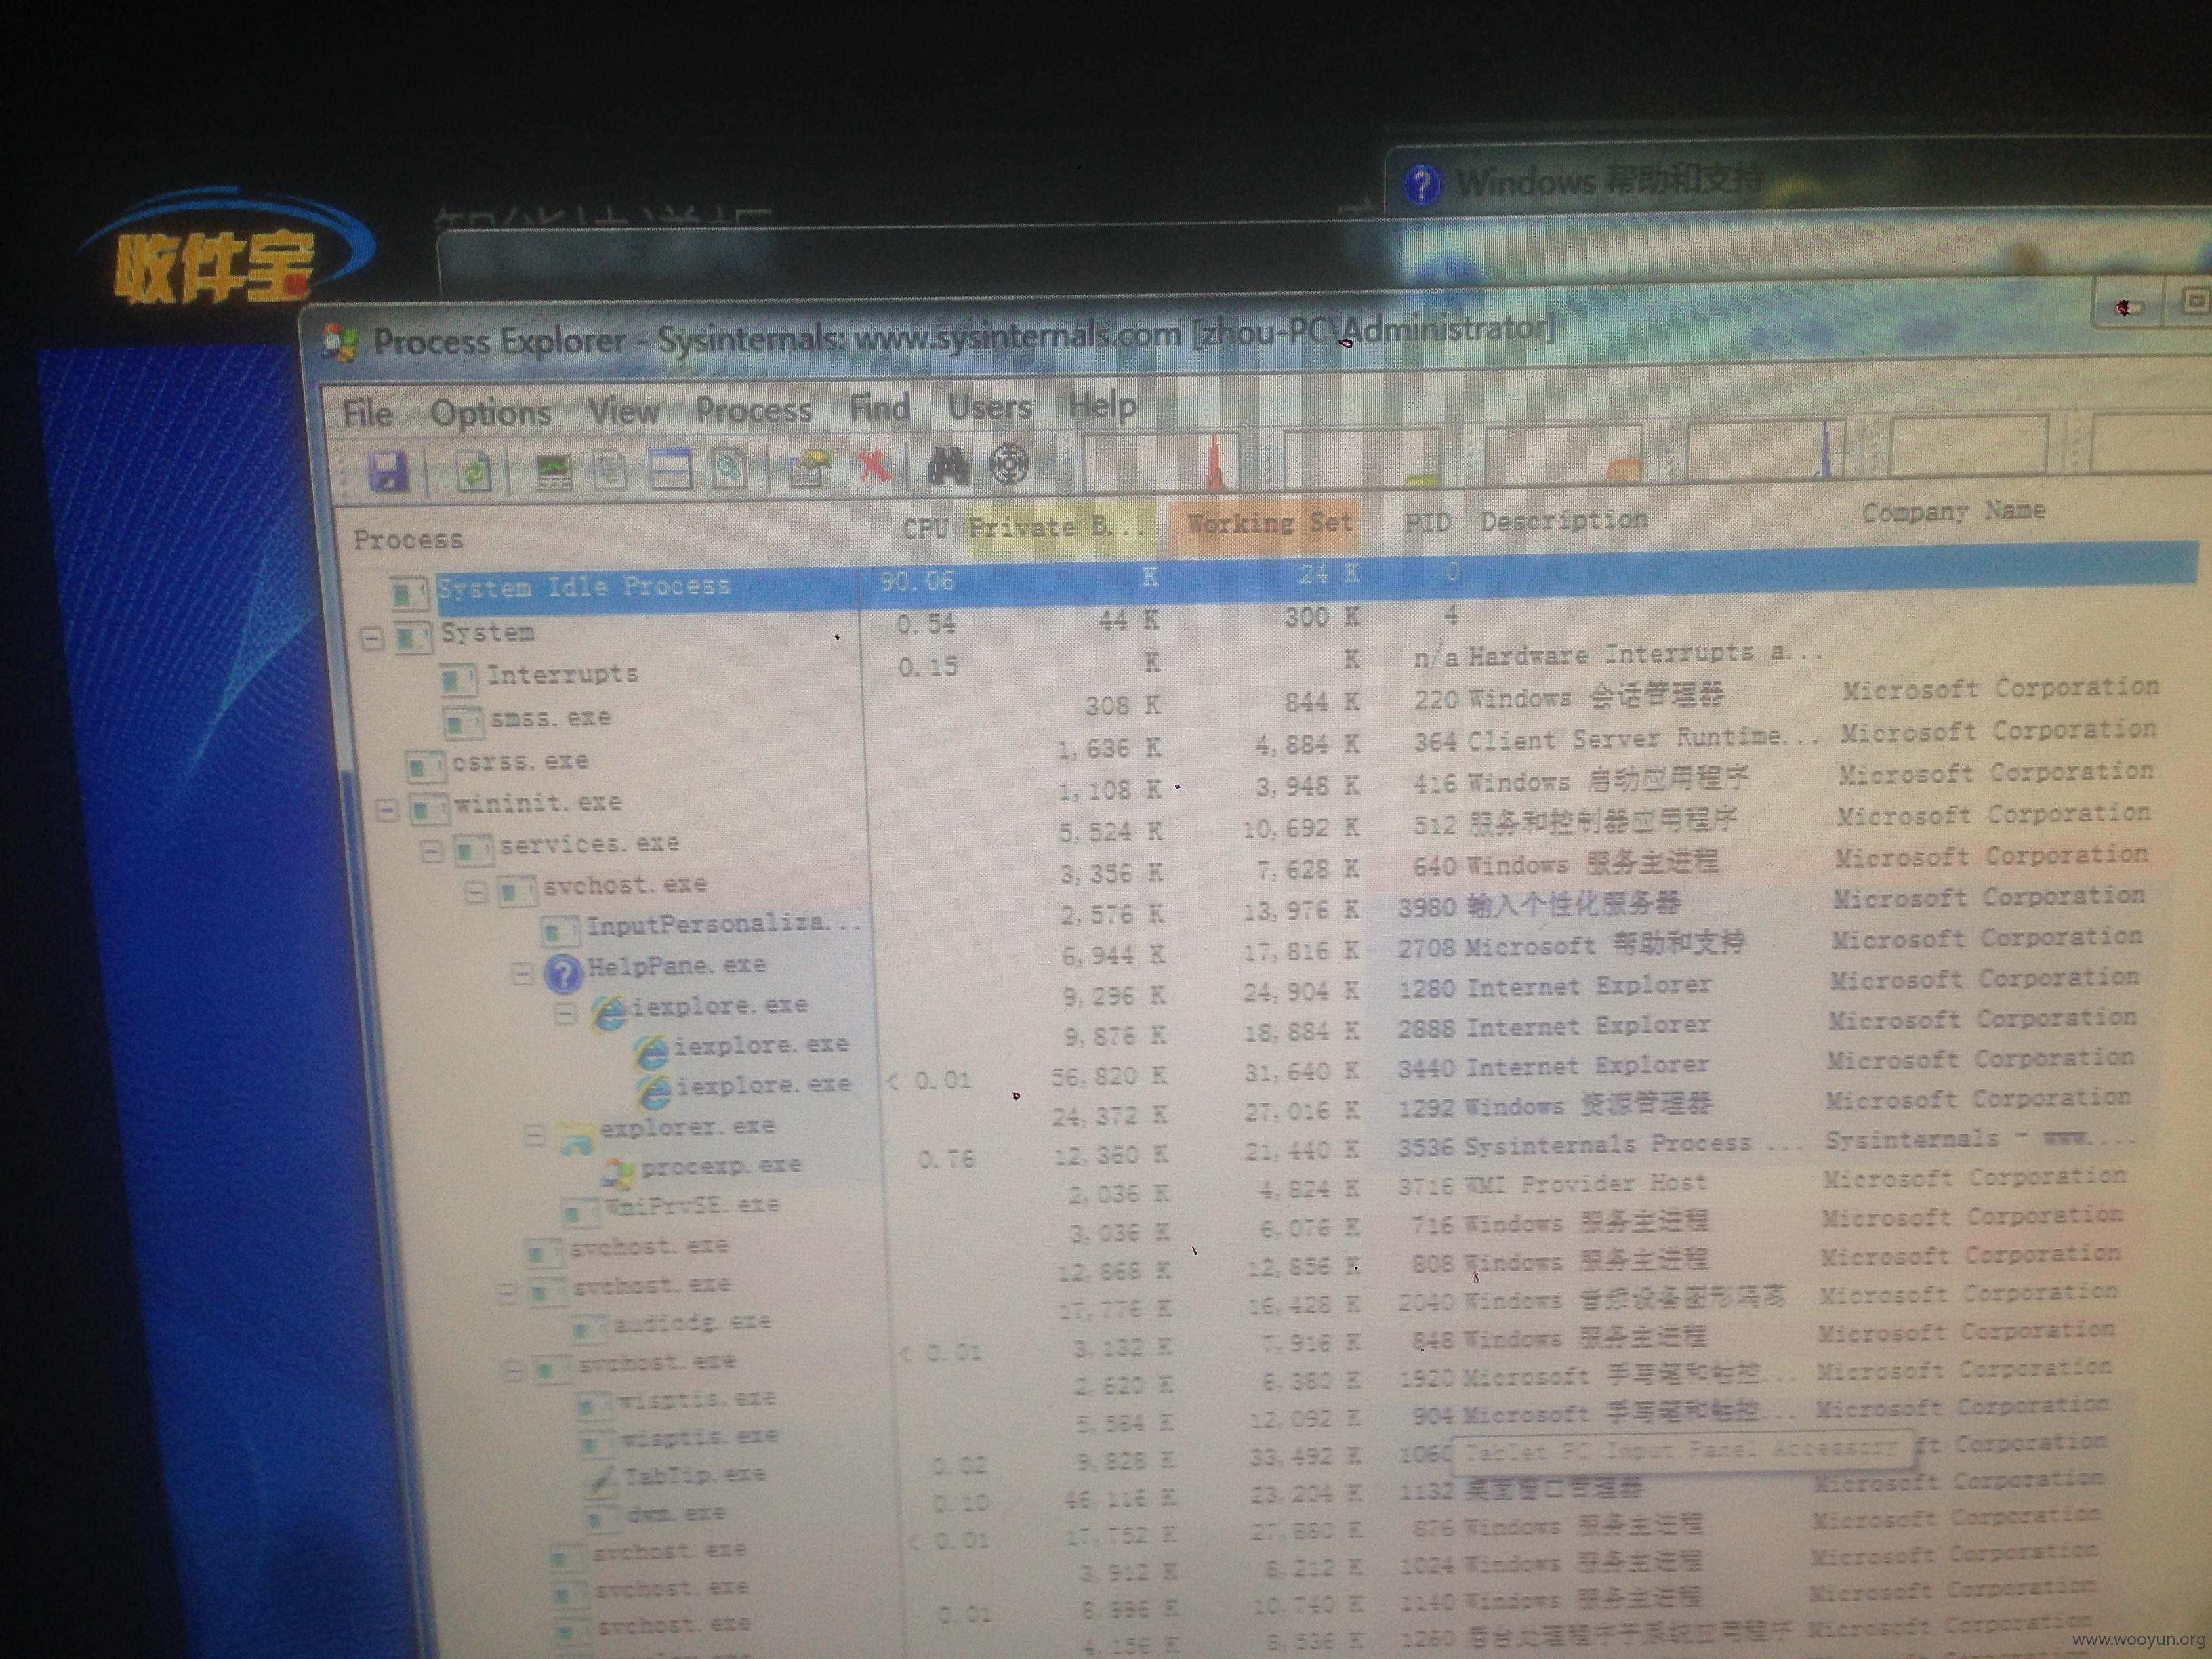 Windows 帮助和支持
收件宝
Process Explorer - Sysinternals: www.sysinternals.com [zhou-PC\Administrator]
File Options View Process Find Users Help
Process CPU Private B... Working Set PID Description Company Name
System Idle Process 90.06 K 24 K 0
System 0.54 44 K 300 K 4
Interrupts 0.15 K K n/a Hardware Interrupts a...
smss.exe 308 K 844 K 220 Windows 会话管理器 Microsoft Corporation
csrss.exe 1,636 K 4,884 K 364 Client Server Runtime... Microsoft Corporation
wininit.exe 1,108 K 3,948 K 416 Windows 启动应用程序 Microsoft Corporation
services.exe 5,524 K 10,692 K 512 服务和控制器应用程序 Microsoft Corporation
svchost.exe 3,356 K 7,628 K 640 Windows 服务主进程 Microsoft Corporation
InputPersonaliza... 2,576 K 13,976 K 3980 输入个性化服务器 Microsoft Corporation
HelpPane.exe 6,944 K 17,816 K 2708 Microsoft 帮助和支持 Microsoft Corporation
iexplore.exe 9,296 K 24,904 K 1280 Internet Explorer Microsoft Corporation
iexplore.exe 9,876 K 18,884 K 2888 Internet Explorer Microsoft Corporation
iexplore.exe < 0.01 56,820 K 31,640 K 3440 Internet Explorer Microsoft Corporation
explorer.exe 24,372 K 27,016 K 1292 Windows 资源管理器 Microsoft Corporation
procexp.exe 0.76 12,360 K 21,440 K 3536 Sysinternals Process ... Sysinternals - www....
WmiPrvSE.exe 2,036 K 4,824 K 3716 WMI Provider Host Microsoft Corporation
svchost.exe 3,036 K 6,076 K 716 Windows 服务主进程 Microsoft Corporation
svchost.exe 12,868 K 12,856 K 808 Windows 服务主进程 Microsoft Corporation
audiodg.exe 17,776 K 16,428 K 2040 Windows 音频设备图形隔离 Microsoft Corporation
svchost.exe < 0.01 3,132 K 7,916 K 848 Windows 服务主进程 Microsoft Corporation
wisptis.exe 2,620 K 6,380 K 1920 Microsoft 手写笔和触控... Microsoft Corporation
wisptis.exe 5,564 K 12,092 K 904 Microsoft 手写笔和触控... Microsoft Corporation
TabTip.exe 0.02 9,828 K 33,492 K 1060 Tablet PC Input Panel Accessory ft Corporation
dwm.exe 0.10 46,116 K 23,204 K 1132 桌面窗口管理器 Microsoft Corporation
svchost.exe < 0.01 17,752 K 27,880 K 876 Windows 服务主进程 Microsoft Corporation
svchost.exe 3,912 K 8,212 K 1024 Windows 服务主进程 Microsoft Corporation
svchost.exe 0.01 10,740 K 1140 Windows 服务主进程 Microsoft Corporation
4,156 K 8,536 K 1260 后台处理程序子系统应用程序 Microsoft Corporation
www.wooyun.org